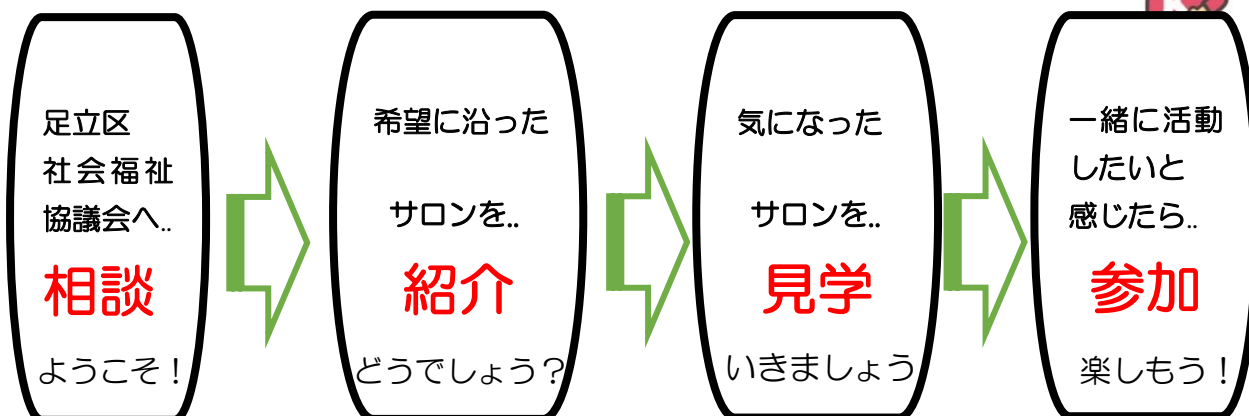 足立区
社会福祉
協議会へ..
相談
ようこそ！
希望に沿った
サロンを..
紹介
どうでしょう？
気になった
サロンを..
見学
いきましょう
一緒に活動
したいと
感じたら..
参加
楽しもう！